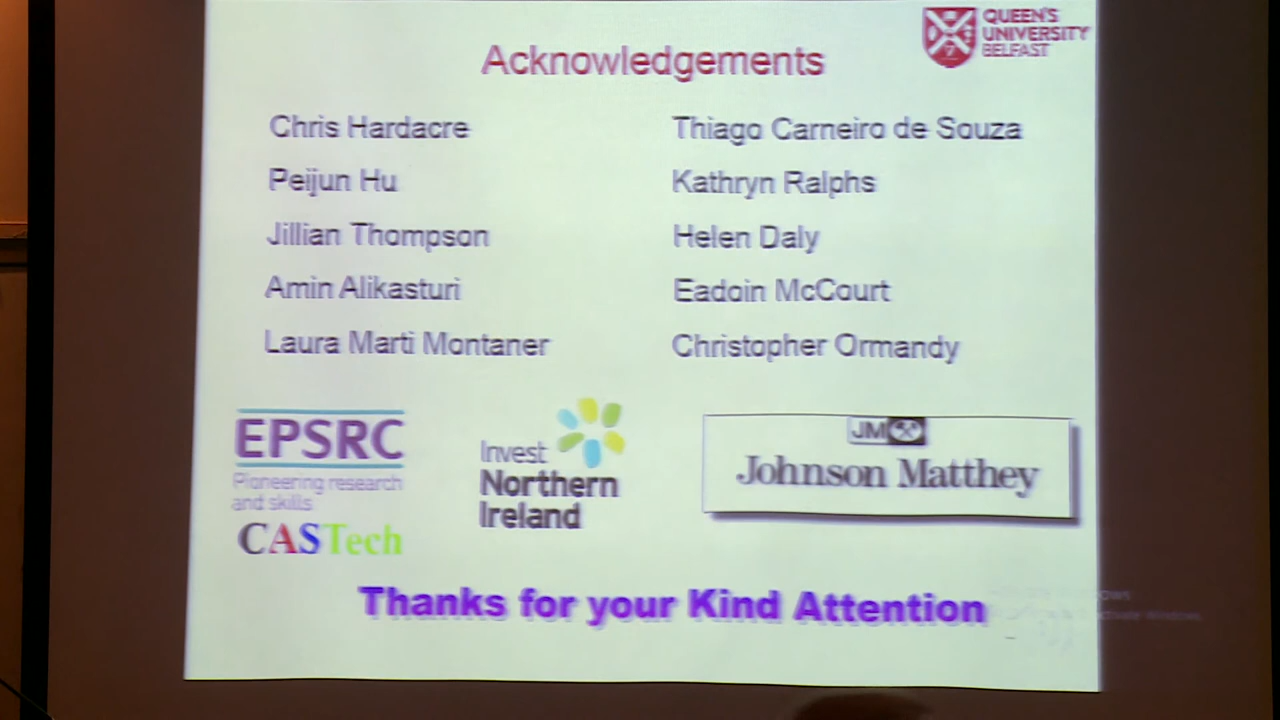 QUEEN'S
UNIVERSITY
BELFAST
Acknowledgements
Chris Hardacre
Thiago Carneiro de Souza
Peijun Hu
Kathryn Ralphs
Jillian Thompson
Helen Daly
Amin Alikasturi
Eadoin McCourt
Laura Marti Montaner
Christopher Ormandy
EPSRC
Pioneering research
and skills
CASTech
Invest
Northern
Ireland
JM
Johnson Matthey
Thanks for your Kind Attention